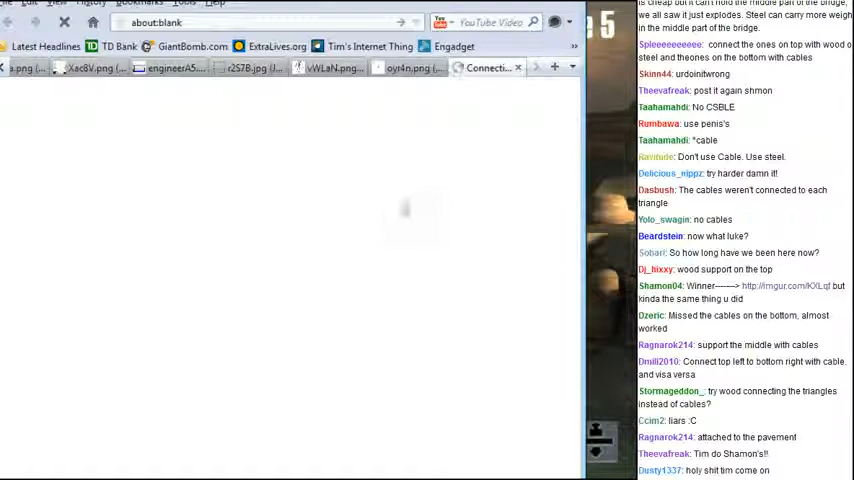 File Edit View History Bookmarks Tools Help
about:blank
YouTube Video
Latest Headlines TD Bank GiantBomb.com ExtraLives.org Tim's Internet Thing Engadget
a.png (... Xac8V.png (... engineerA5.... r2S7B.jpg (J... vWLaN.png... oyr4n.png (... Connecti...
e 5
is cheap but it can't hold the middle part of the bridge,
we all saw it just explodes. Steel can carry more weigh
in the middle part of the bridge.
Spleeeeeeeeee: connect the ones on top with wood o
steel and theones on the bottom with cables
Skinn44: urdoinitwrong
Theevafreak: post it again shmon
Taahamahdi: No CSBLE
Rumbawa: use penis's
Taahamahdi: *cable
Ravitude: Don't use Cable. Use steel.
Delicious_nippz: try harder damn it!
Dasbush: The cables weren't connected to each
triangle
Yolo_swagin: no cables
Beardstein: now what luke?
Sobari: So how long have we been here now?
Dj_hixxy: wood support on the top
Shamon04: Winner-------> http://imgur.com/KXLqf but
kinda the same thing u did
Dzeric: Missed the cables on the bottom, almost
worked
Ragnarok214: support the middle with cables
Dmill2010: Connect top left to bottom right with cable.
and visa versa
Stormageddon_: try wood connecting the triangles
instead of cables?
Ccim2: liars :C
Ragnarok214: attached to the pavement
Theevafreak: Tim do Shamon's!!
Dusty1337: holy shit tim come on